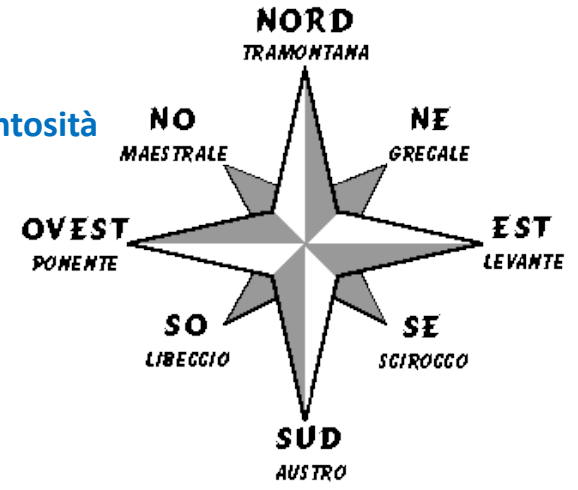 NORD
TRAMONTANA
ntosità
NO
NE
MAESTRALE
GRECALE
OVEST
EST
PONENTE
LEVANTE
SO
SE
LIBECCIO
SCIROCCO
SUD
AUSTRO